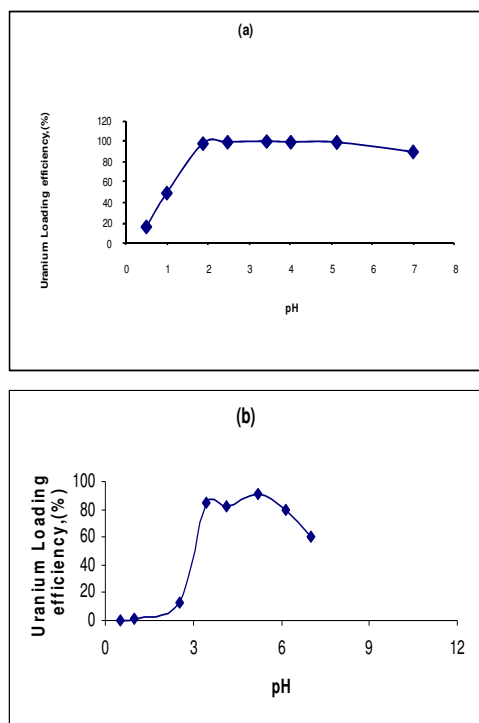 (a)
Uranium Loading efficiency,(%)
120
100
80
60
40
20
0
0 1 2 3 4 5 6 7 8
pH
(b)
Uranium Loading
efficiency,(%)
100
80
60
40
20
0
0 3 6 9 12
pH